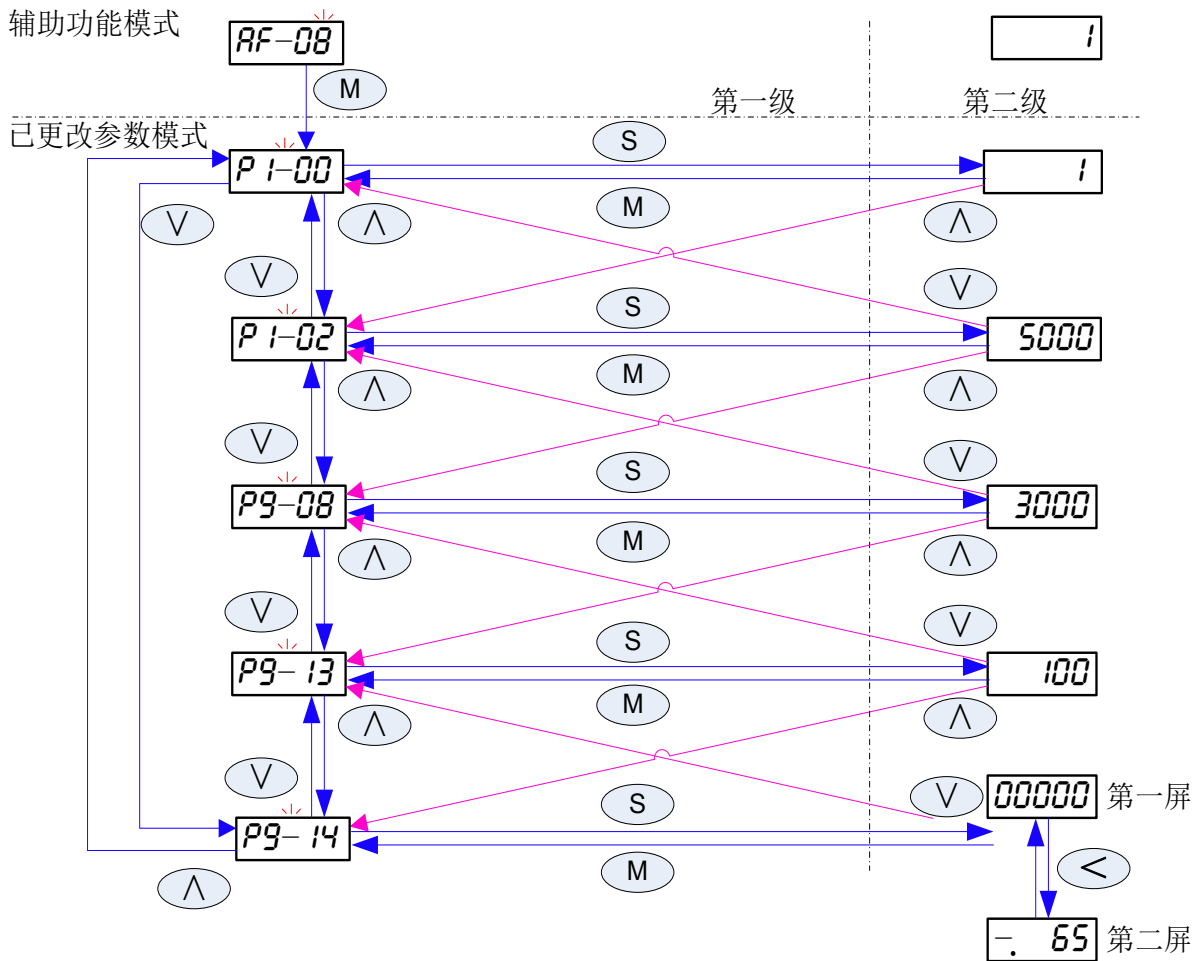 辅助功能模式
AF-08
1
M
第一级
第二级
已更改参数模式
P1-00
S
1
M
∨
∧
∧
∨
∨
P1-02
S
5000
M
∧
∧
∨
∨
P9-08
S
3000
M
∧
∧
∨
∨
P9-13
S
100
M
∧
∧
∨
∨
00000 第一屏
P9-14
S
M
<
∧
-. 65 第二屏